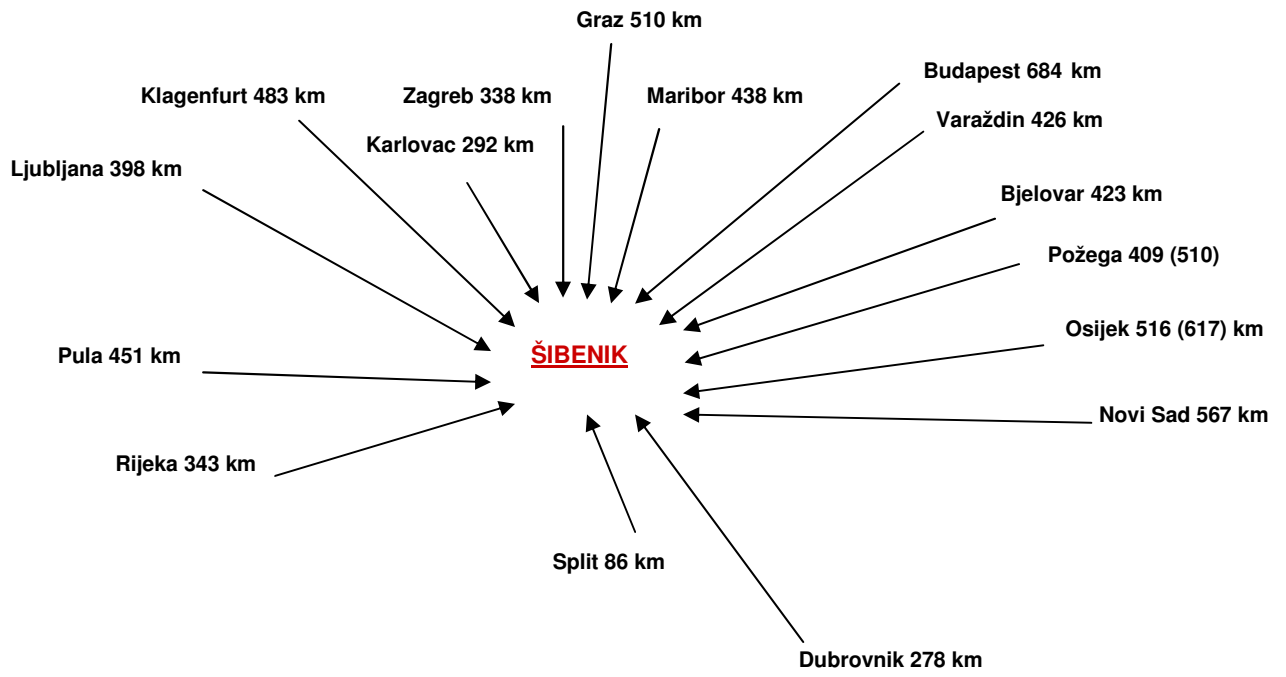 Graz 510 km
Budapest 684 km
Klagenfurt 483 km
Zagreb 338 km
Maribor 438 km
Varaždin 426 km
Karlovac 292 km
Ljubljana 398 km
Bjelovar 423 km
Požega 409 (510)
Osijek 516 (617) km
ŠIBENIK
Pula 451 km
Novi Sad 567 km
Rijeka 343 km
Split 86 km
Dubrovnik 278 km